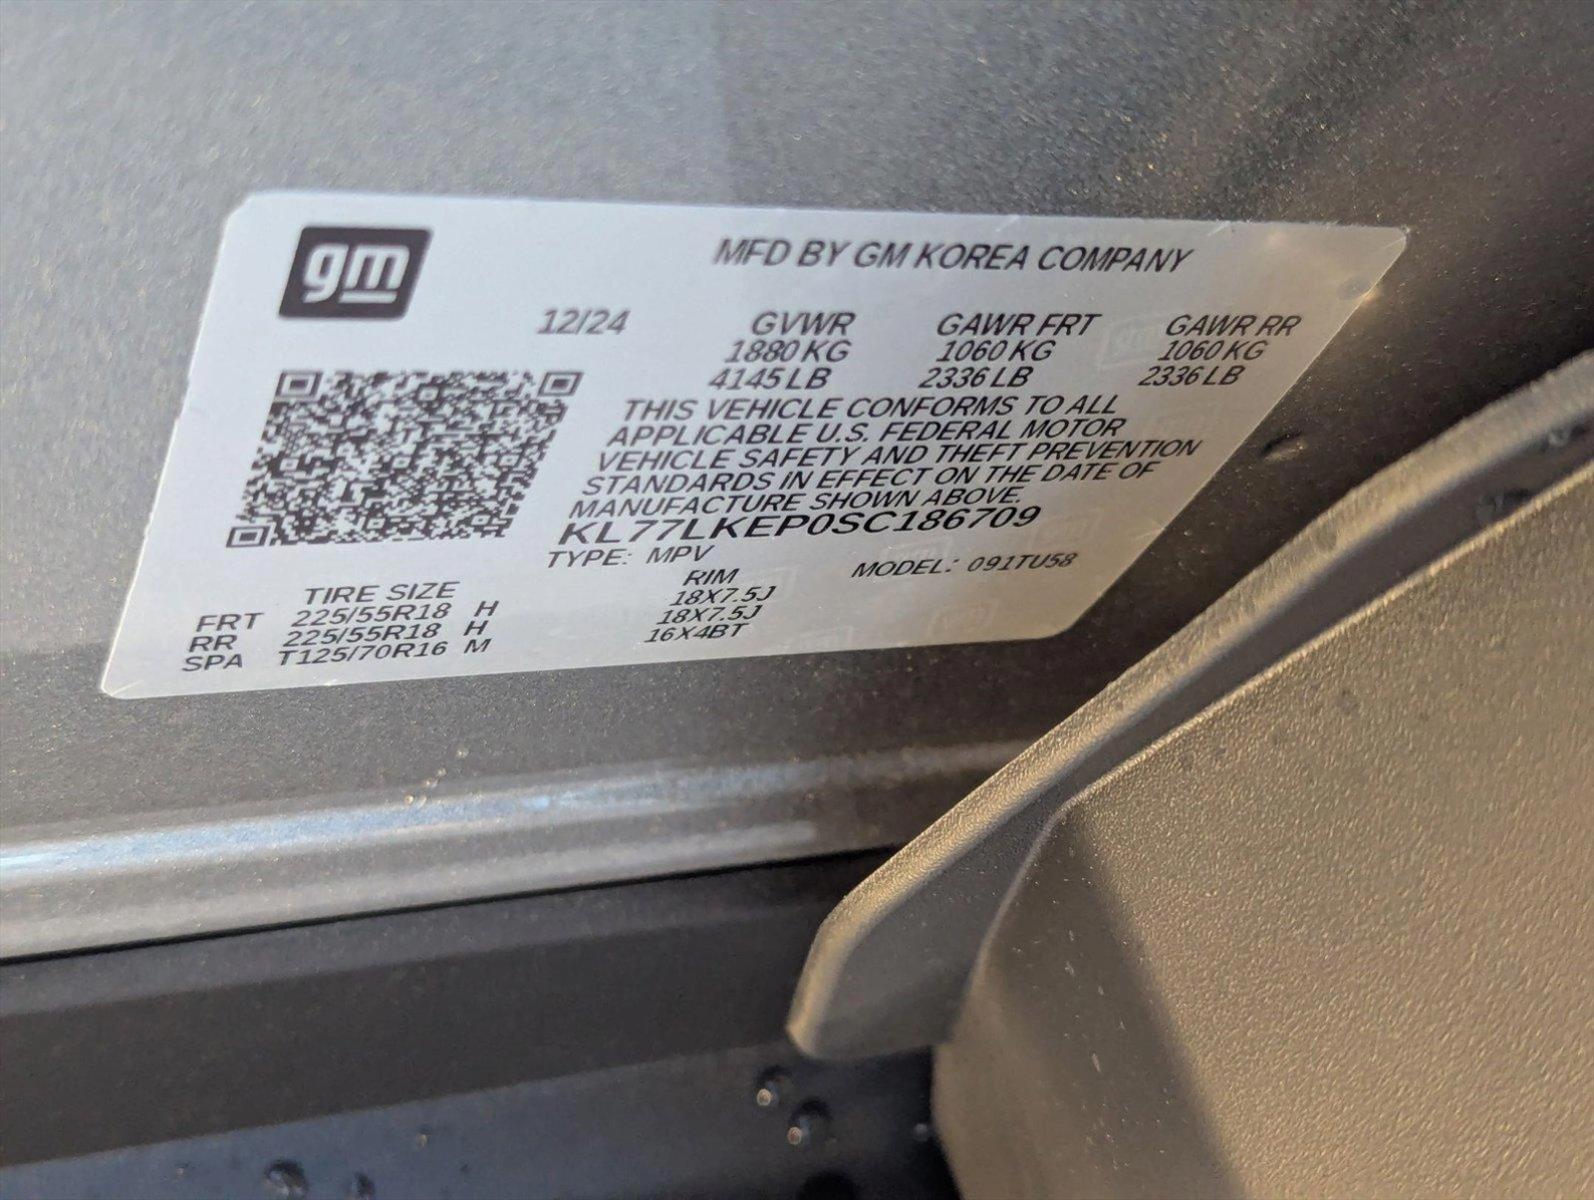 gm
MFD BY GM KOREA COMPANY
12/24 GVWR GAWR FRT GAWR RR
1880 KG 1060 KG 1060 KG
4145 LB 2336 LB 2336 LB
THIS VEHICLE CONFORMS TO ALL
APPLICABLE U.S. FEDERAL MOTOR
VEHICLE SAFETY AND THEFT PREVENTION
STANDARDS IN EFFECT ON THE DATE OF
MANUFACTURE SHOWN ABOVE.
KL77LKEP0SC186709
TYPE: MPV MODEL: 091TU58
TIRE SIZE RIM
FRT 225/55R18 H 18X7.5J
RR 225/55R18 H 18X7.5J
SPA T125/70R16 M 16X4BT